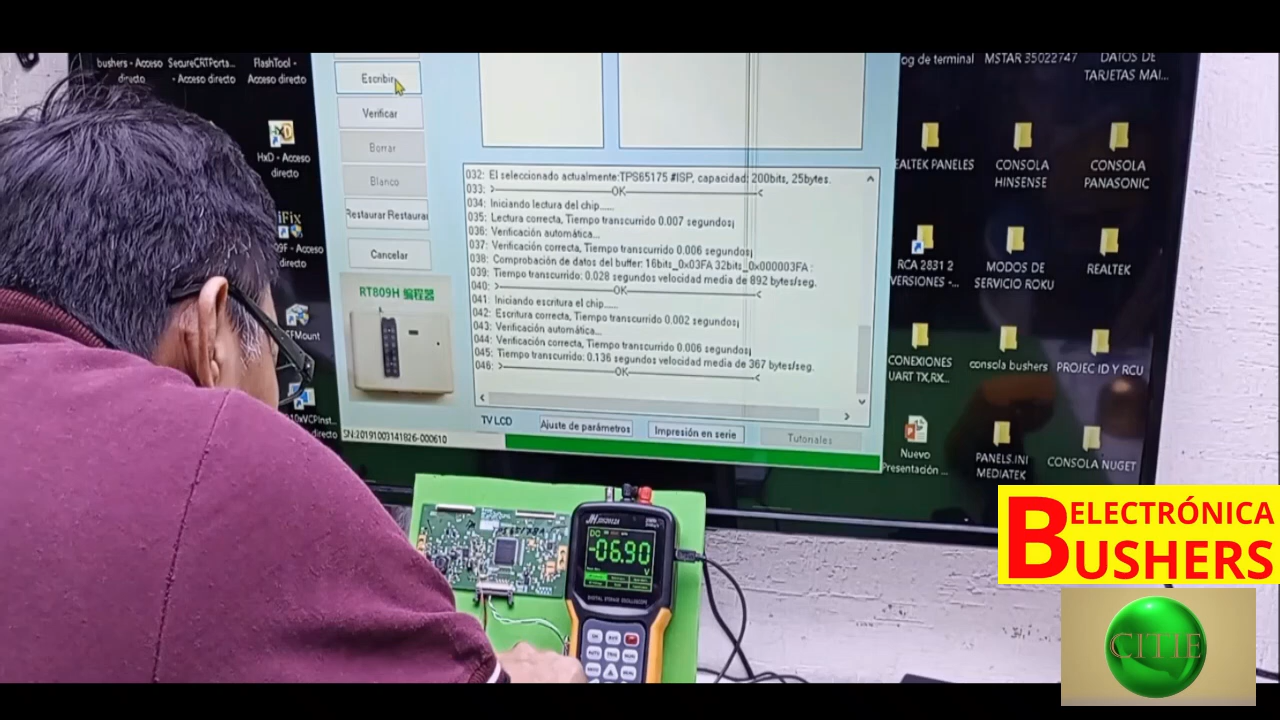 bushers - Acceso directo
SecureCRTPorta... - Acceso directo
FlashTool - Acceso directo
HxD - Acceso directo
Escribir
Verificar
Borrar
Blanco
Restaurar Restaurar
Cancelar
RT809H 编程器
032: El seleccionado actualmente:TPS65175 #ISP, capacidad: 200bits, 25bytes.
033: >—————OK—————<
034: Iniciando lectura del chip......
035: Lectura correcta, Tiempo transcurrido 0.007 segundos¡
036: Verificación automática...
037: Verificación correcta, Tiempo transcurrido 0.006 segundos¡
038: Comprobación de datos del buffer: 16bits_0x03FA 32bits_0x000003FA :
039: Tiempo transcurrido: 0.028 segundos velocidad media de 892 bytes/seg.
040: >—————OK—————<
041: Iniciando escritura el chip......
042: Escritura correcta, Tiempo transcurrido 0.002 segundos¡
043: Verificación automática...
044: Verificación correcta, Tiempo transcurrido 0.006 segundos¡
045: Tiempo transcurrido: 0.136 segundos velocidad media de 367 bytes/seg.
046: >—————OK—————<
TV LCD
Ajuste de parámetros
Impresión en serie
Tutoriales
SN:20191003141826-000610
og de terminal
MSTAR 35022747
DATOS DE
TARJETAS MAI...
EALTEK PANELES
CONSOLA
HINSENSE
CONSOLA
PANASONIC
RCA 2831 2
VERSIONES -...
MODOS DE
SERVICIO ROKU
REALTEK
CONEXIONES
UART TX,RX...
consola bushers
PROJEC ID Y RCU
Nuevo
Presentación ...
PANELS.INI
MEDIATEK
CONSOLA NUGET
DC
-06.90
V
DIGITAL STORAGE OSCILLOSCOPE
BELECTRÓNICA
BUSHERS
CITIE